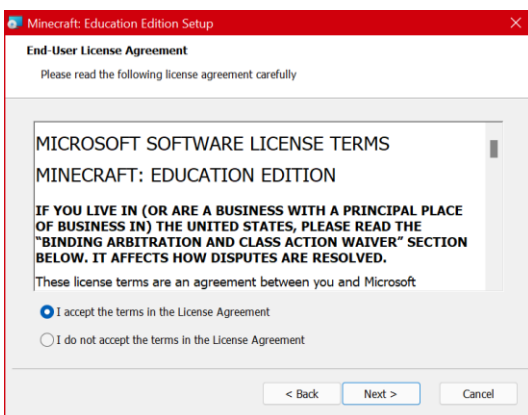 Minecraft: Education Edition Setup
End-User License Agreement
Please read the following license agreement carefully
MICROSOFT SOFTWARE LICENSE TERMS
MINECRAFT: EDUCATION EDITION
IF YOU LIVE IN (OR ARE A BUSINESS WITH A PRINCIPAL PLACE
OF BUSINESS IN) THE UNITED STATES, PLEASE READ THE
“BINDING ARBITRATION AND CLASS ACTION WAIVER” SECTION
BELOW. IT AFFECTS HOW DISPUTES ARE RESOLVED.
These license terms are an agreement between you and Microsoft
I accept the terms in the License Agreement
I do not accept the terms in the License Agreement
< Back Next > Cancel